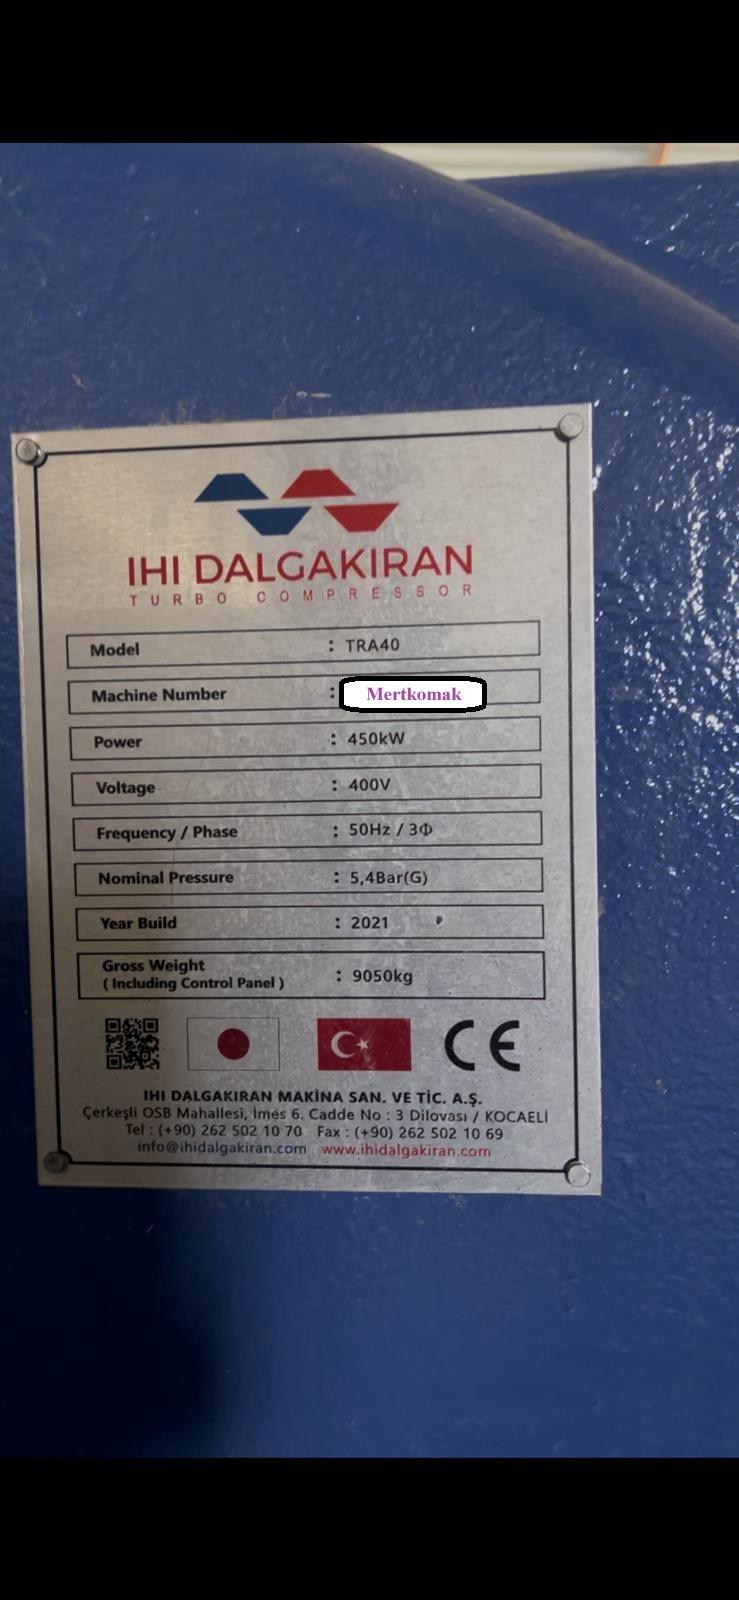 IHI DALGAKIRAN
TURBO COMPRESSOR
Model : TRA40
Machine Number : Mertkomak
Power : 450kW
Voltage : 400V
Frequency / Phase : 50Hz / 3Φ
Nominal Pressure : 5,4Bar(G)
Year Build : 2021
Gross Weight
( Including Control Panel ) : 9050kg
CE
IHI DALGAKIRAN MAKİNA SAN. VE TİC. A.Ş.
Çerkeşli OSB Mahallesi, İmes 6. Cadde No : 3 Dilovası / KOCAELİ
Tel : (+90) 262 502 10 70 Fax : (+90) 262 502 10 69
info@ihidalgakiran.com www.ihidalgakiran.com